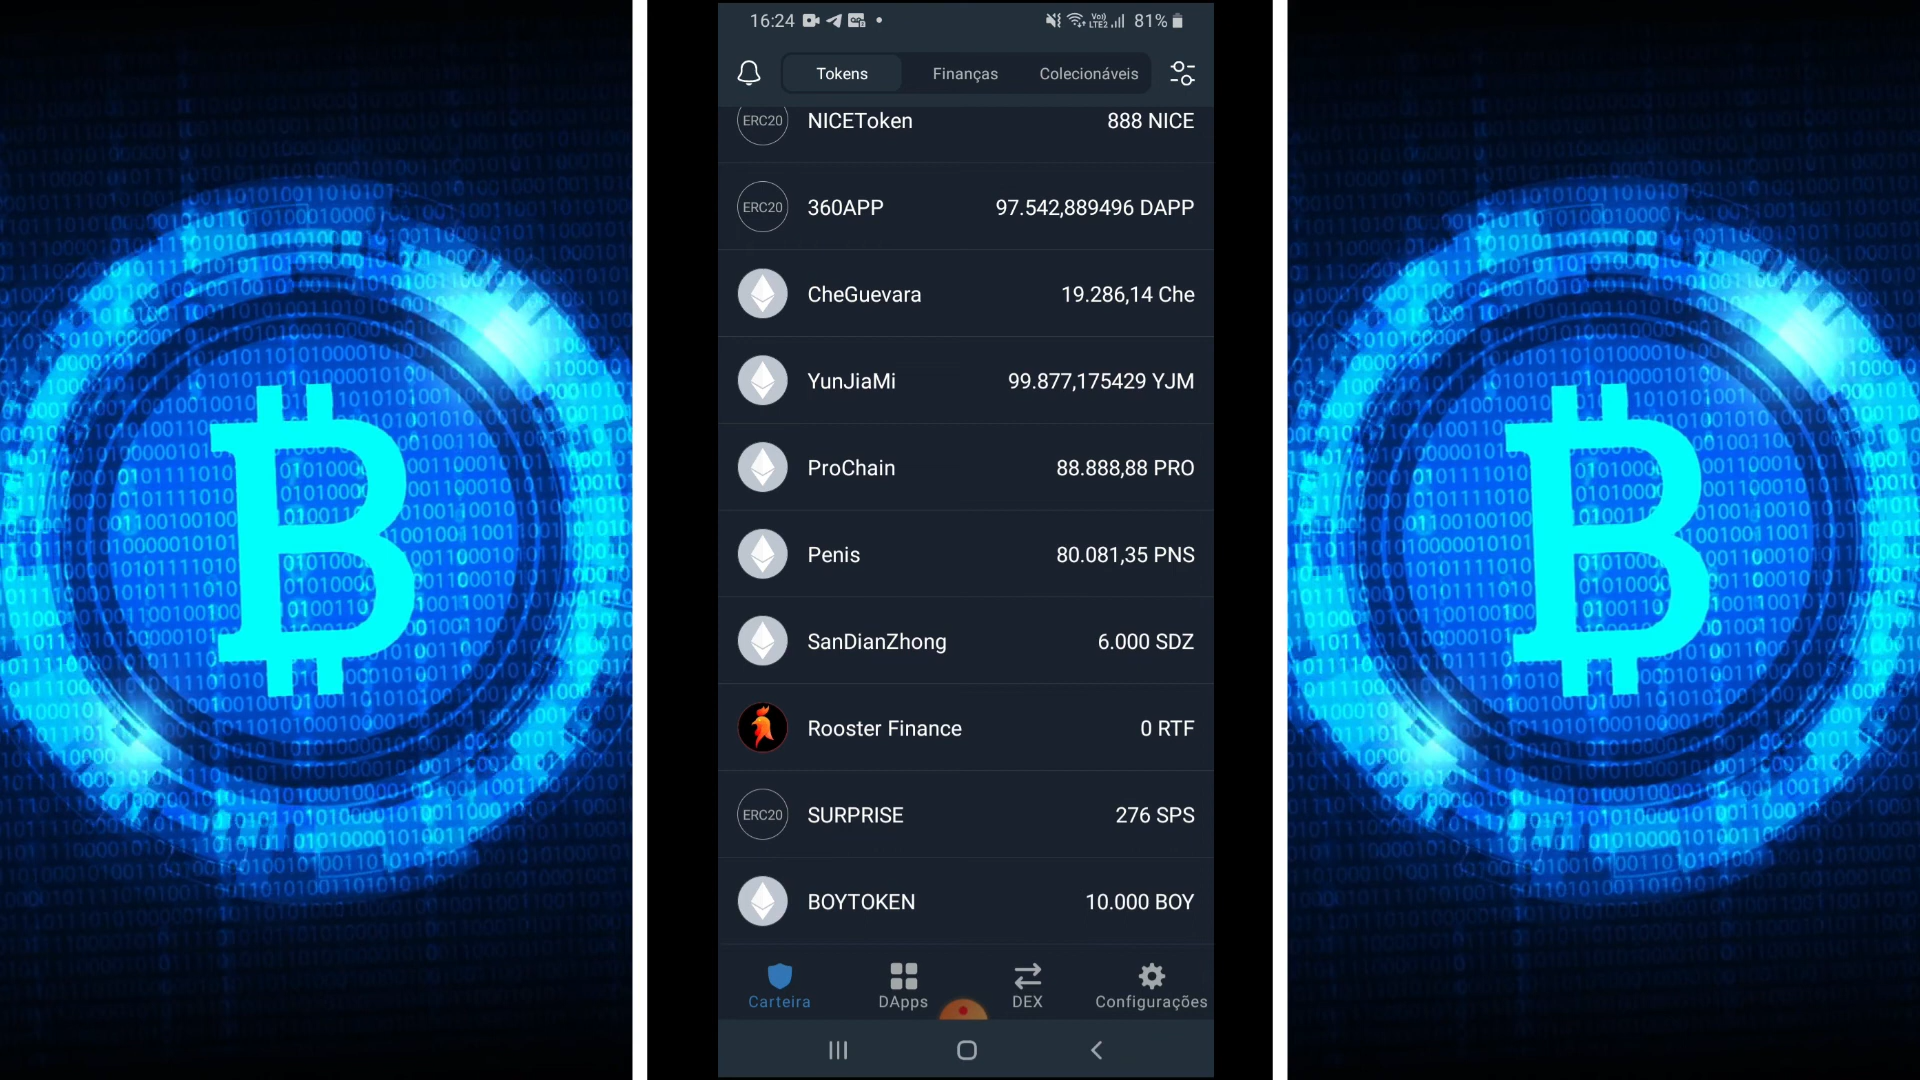 16:24
Vo)) LTE2 81%
Tokens Finanças Colecionáveis
ERC20 NICEToken 888 NICE
ERC20 360APP 97.542,889496 DAPP
CheGuevara 19.286,14 Che
YunJiaMi 99.877,175429 YJM
ProChain 88.888,88 PRO
Penis 80.081,35 PNS
SanDianZhong 6.000 SDZ
Rooster Finance 0 RTF
ERC20 SURPRISE 276 SPS
BOYTOKEN 10.000 BOY
Carteira DApps DEX Configurações